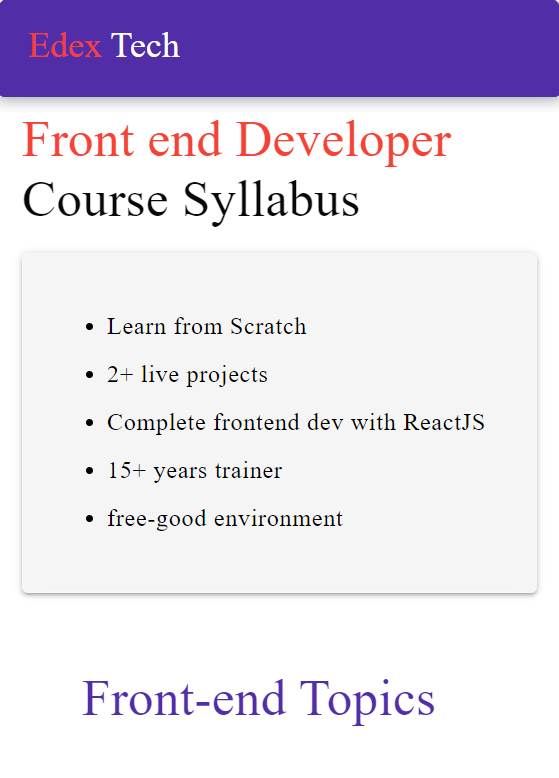 Edex Tech
Front end Developer
Course Syllabus
• Learn from Scratch
• 2+ live projects
• Complete frontend dev with ReactJS
• 15+ years trainer
• free-good environment
Front-end Topics